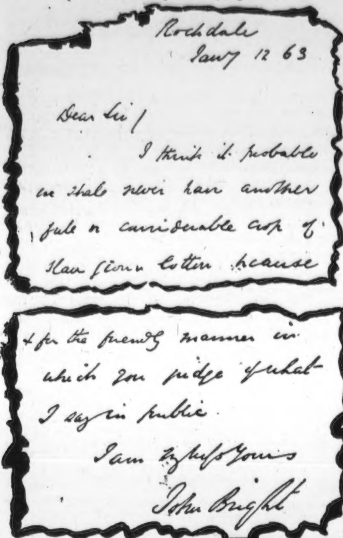 Rochdale
Jany 12 63
Dear Sir /
I think it probable
we shall never have another
full or considerable crop of
slave grown cotton because
& for the friendly manner in
which you judge of what
I say in public.
I am Yours
John Bright